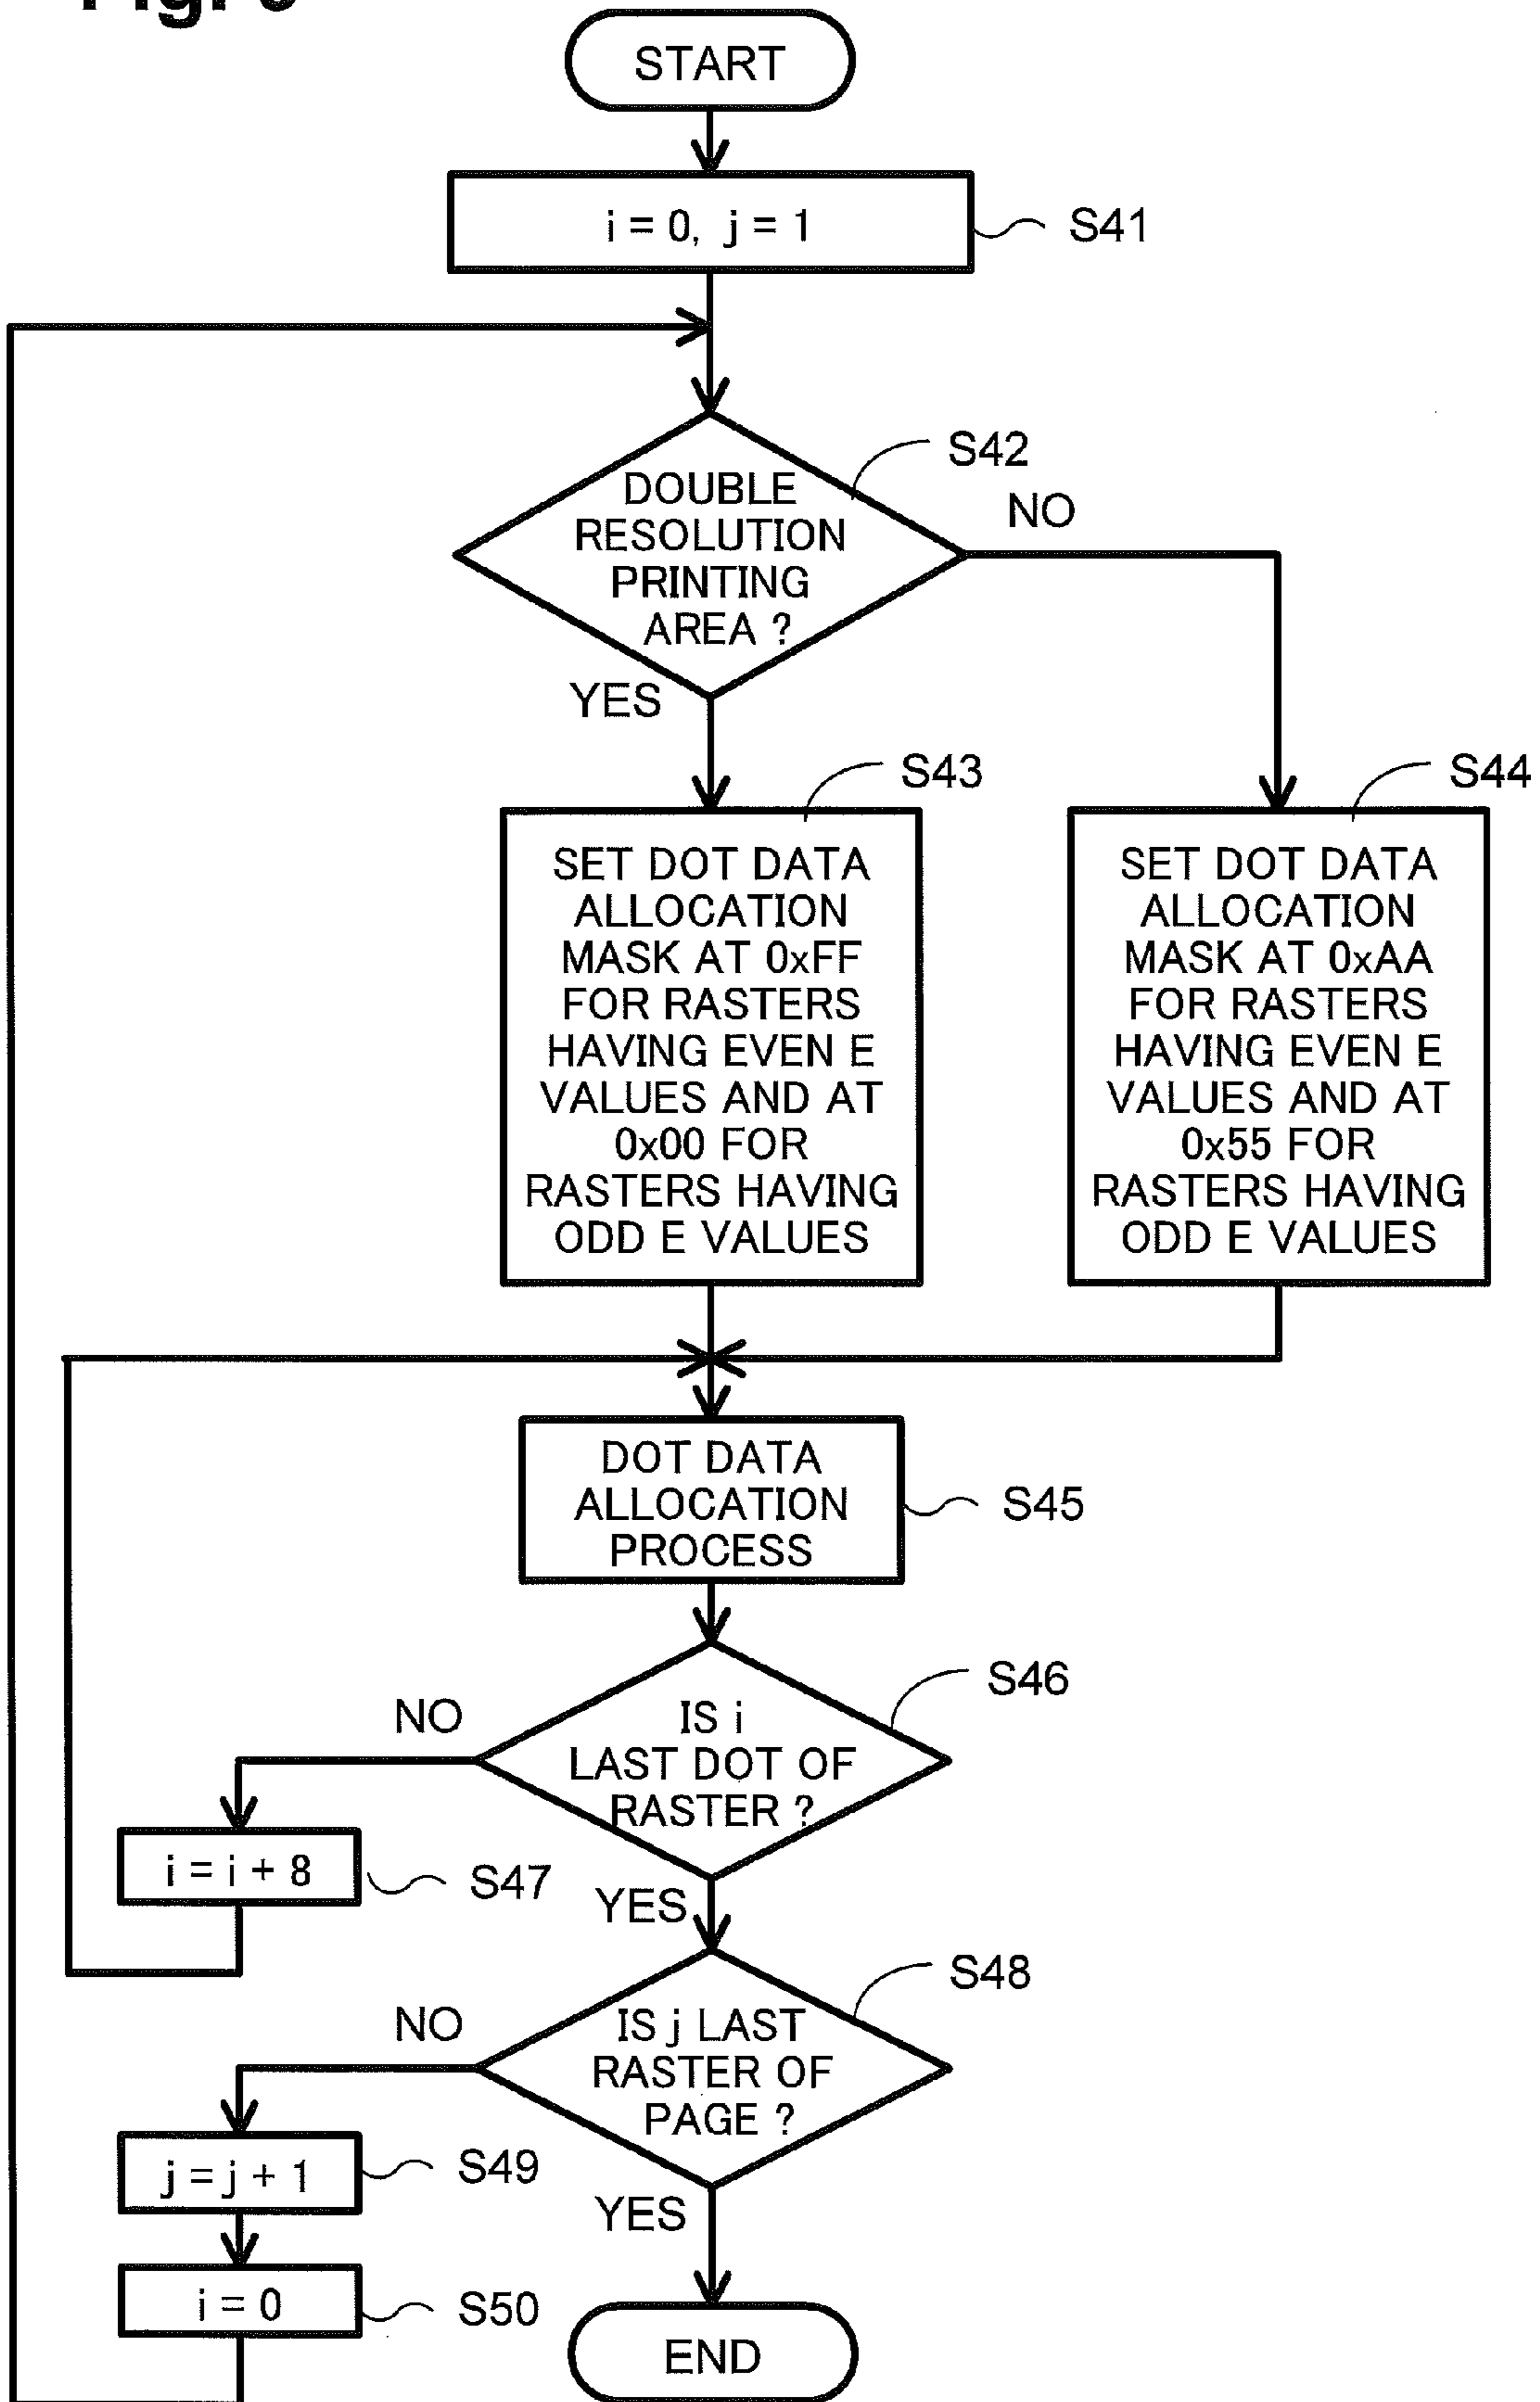 START
i = 0, j = 1
S41
S42
DOUBLE
RESOLUTION
PRINTING
AREA ?
NO
YES
S43
SET DOT DATA
ALLOCATION
MASK AT 0xFF
FOR RASTERS
HAVING EVEN E
VALUES AND AT
0x00 FOR
RASTERS HAVING
ODD E VALUES
S44
SET DOT DATA
ALLOCATION
MASK AT 0xAA
FOR RASTERS
HAVING EVEN E
VALUES AND AT
0x55 FOR
RASTERS HAVING
ODD E VALUES
DOT DATA
ALLOCATION
PROCESS
S45
S46
IS i
LAST DOT OF
RASTER ?
NO
i = i + 8
S47
YES
S48
IS j LAST
RASTER OF
PAGE ?
NO
j = j + 1
S49
YES
i = 0
S50
END